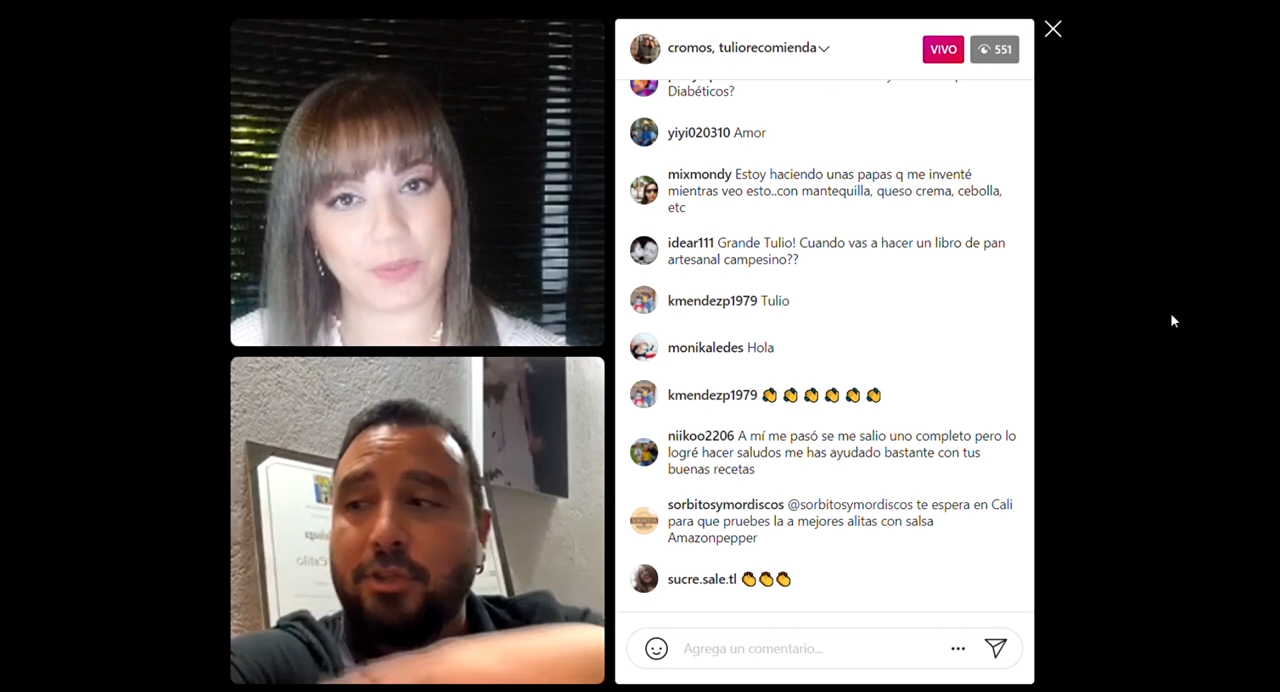 cromos, tuliorecomienda
VIVO
551
Diabéticos?
yiyi020310 Amor
mixmondy Estoy haciendo unas papas q me inventé
mientras veo esto..con mantequilla, queso crema, cebolla,
etc
idear111 Grande Tulio! Cuando vas a hacer un libro de pan
artesanal campesino??
kmendezp1979 Tulio
monikaledes Hola
kmendezp1979 👏👏👏👏👏👏
niikoo2206 A mí me pasó se me salio uno completo pero lo
logré hacer saludos me has ayudado bastante con tus
buenas recetas
sorbitosymordiscos @sorbitosymordiscos te espera en Cali
para que pruebes la a mejores alitas con salsa
Amazonpepper
sucre.sale.tl 👏👏👏
Agrega un comentario...